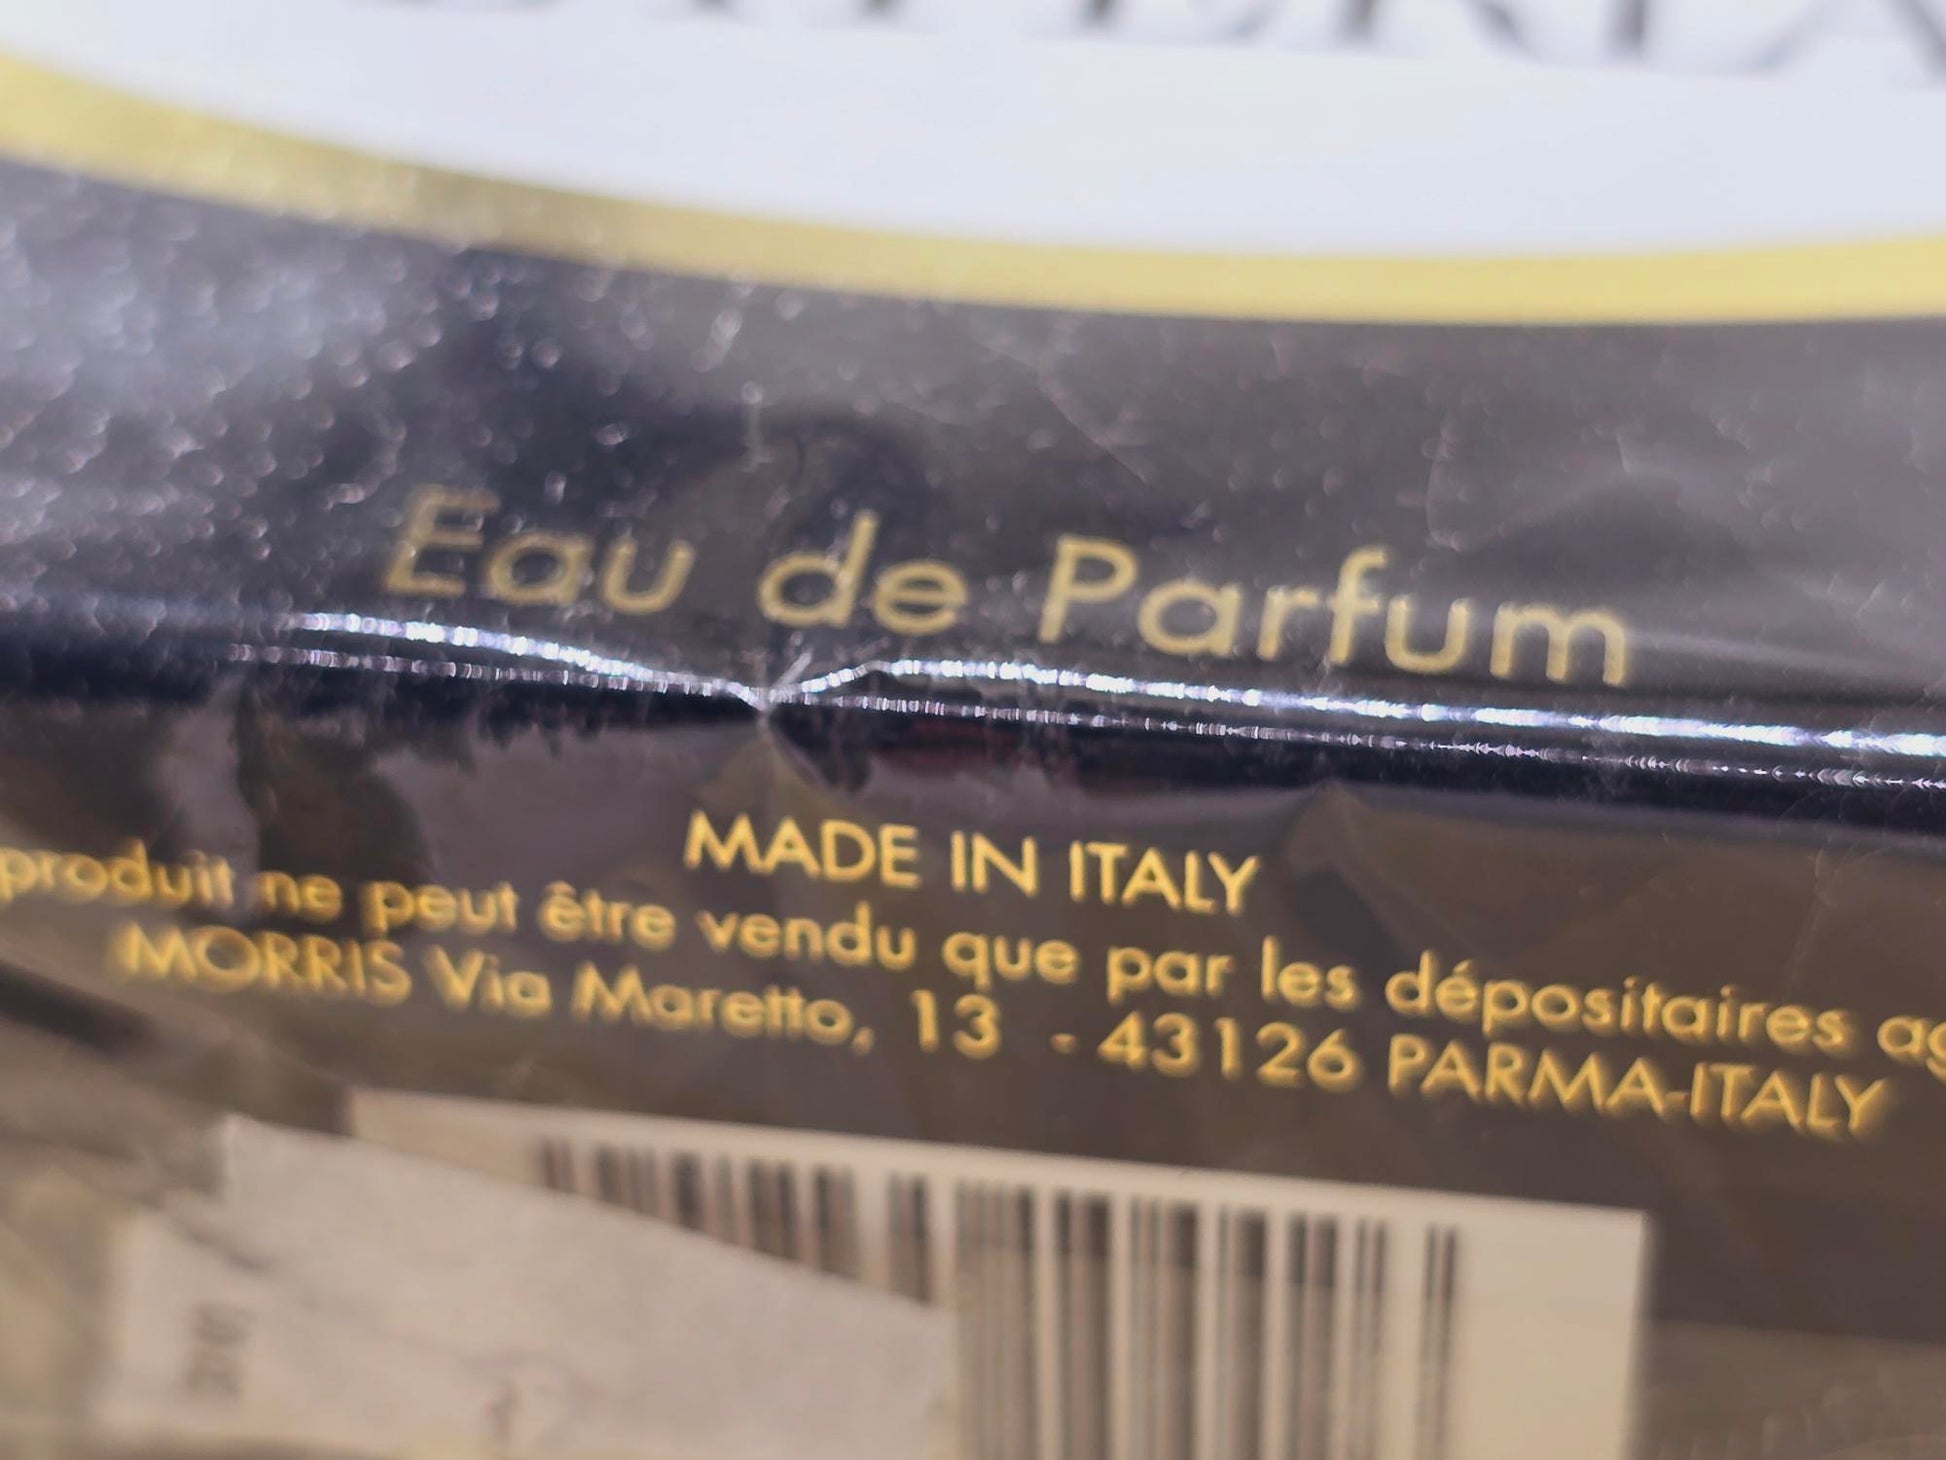 Eau de Parfum
MADE IN ITALY
produit ne peut être vendu que par les dépositaires ag
MORRIS Via Maretto, 13 - 43126 PARMA-ITALY